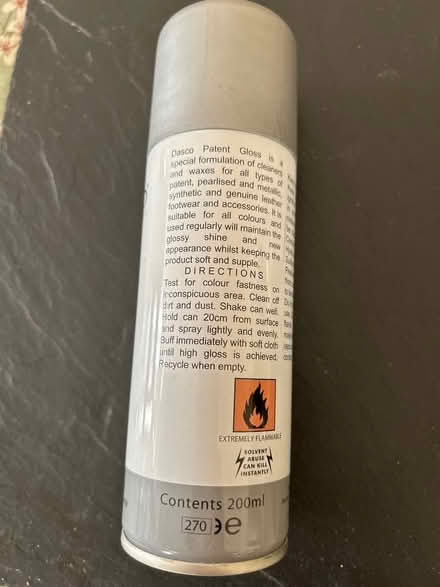 Dasco Patent Gloss is a
special formulation of cleaners
and waxes for all types of
patent, pearlised and metallic
synthetic and genuine leather
footwear and accessories. It is
suitable for all colours and
used regularly will maintain the
glossy shine and new
appearance whilst keeping the
product soft and supple.
DIRECTIONS
Test for colour fastness on
inconspicuous area. Clean off
dirt and dust. Shake can well.
Hold can 20cm from surface
and spray lightly and evenly.
Buff immediately with soft cloth
until high gloss is achieved.
Recycle when empty.
EXTREMELY FLAMMABLE
SOLVENT
ABUSE
CAN KILL
INSTANTLY
Contents 200ml
270 e